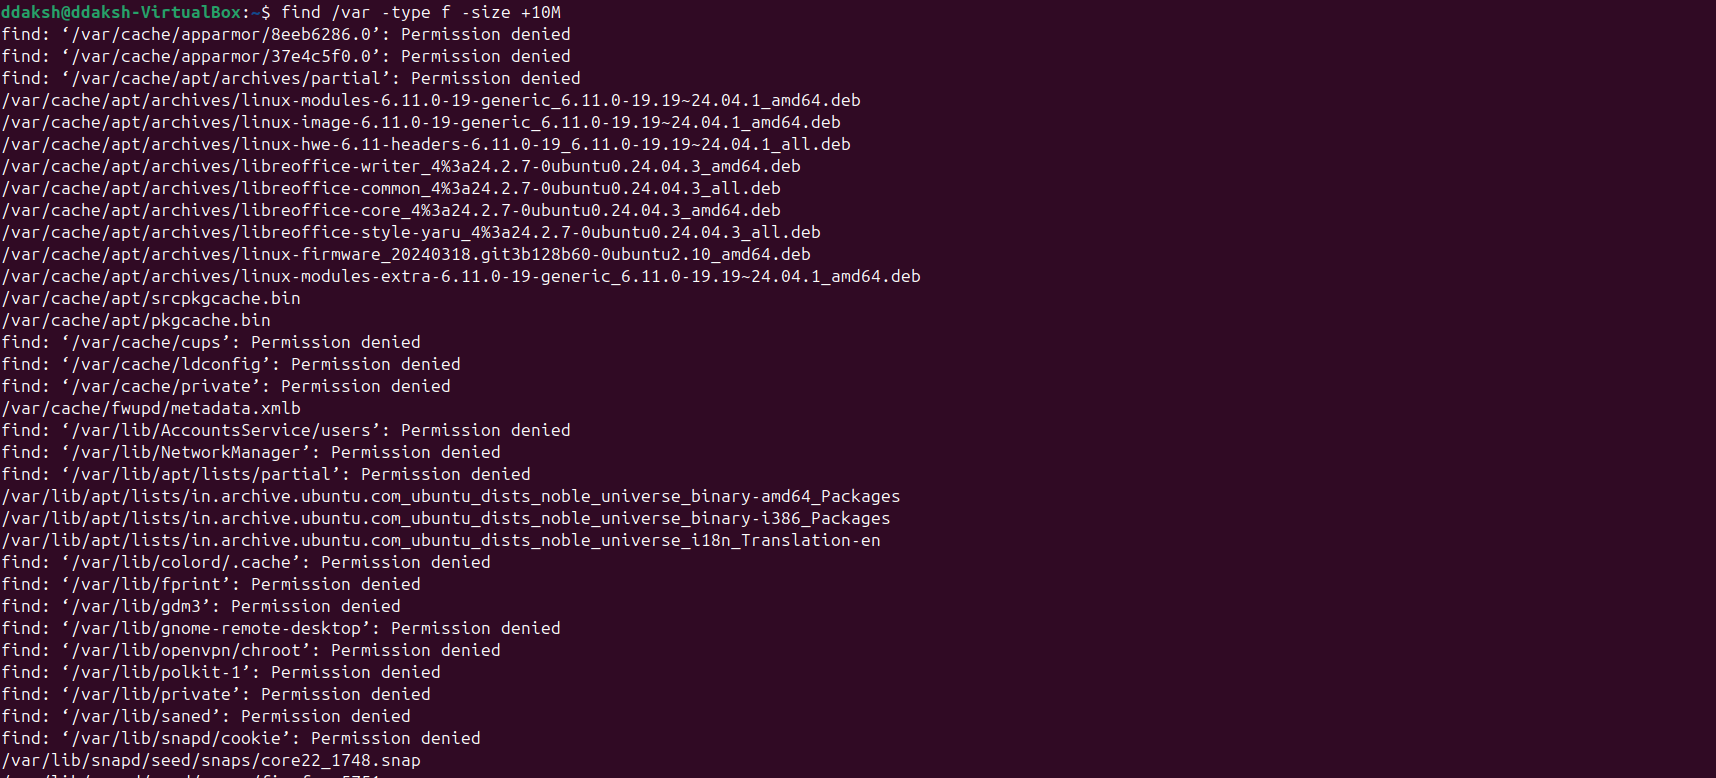 ddaksh@ddaksh-VirtualBox:~$ find /var -type f -size +10M
find: ‘/var/cache/apparmor/8eeb6286.0’: Permission denied
find: ‘/var/cache/apparmor/37e4c5f0.0’: Permission denied
find: ‘/var/cache/apt/archives/partial’: Permission denied
/var/cache/apt/archives/linux-modules-6.11.0-19-generic_6.11.0-19.19~24.04.1_amd64.deb
/var/cache/apt/archives/linux-image-6.11.0-19-generic_6.11.0-19.19~24.04.1_amd64.deb
/var/cache/apt/archives/linux-hwe-6.11-headers-6.11.0-19_6.11.0-19.19~24.04.1_all.deb
/var/cache/apt/archives/libreoffice-writer_4%3a24.2.7-0ubuntu0.24.04.3_amd64.deb
/var/cache/apt/archives/libreoffice-common_4%3a24.2.7-0ubuntu0.24.04.3_all.deb
/var/cache/apt/archives/libreoffice-core_4%3a24.2.7-0ubuntu0.24.04.3_amd64.deb
/var/cache/apt/archives/libreoffice-style-yaru_4%3a24.2.7-0ubuntu0.24.04.3_all.deb
/var/cache/apt/archives/linux-firmware_20240318.git3b128b60-0ubuntu2.10_amd64.deb
/var/cache/apt/archives/linux-modules-extra-6.11.0-19-generic_6.11.0-19.19~24.04.1_amd64.deb
/var/cache/apt/srcpkgcache.bin
/var/cache/apt/pkgcache.bin
find: ‘/var/cache/cups’: Permission denied
find: ‘/var/cache/ldconfig’: Permission denied
find: ‘/var/cache/private’: Permission denied
/var/cache/fwupd/metadata.xmlb
find: ‘/var/lib/AccountsService/users’: Permission denied
find: ‘/var/lib/NetworkManager’: Permission denied
find: ‘/var/lib/apt/lists/partial’: Permission denied
/var/lib/apt/lists/in.archive.ubuntu.com_ubuntu_dists_noble_universe_binary-amd64_Packages
/var/lib/apt/lists/in.archive.ubuntu.com_ubuntu_dists_noble_universe_binary-i386_Packages
/var/lib/apt/lists/in.archive.ubuntu.com_ubuntu_dists_noble_universe_i18n_Translation-en
find: ‘/var/lib/colord/.cache’: Permission denied
find: ‘/var/lib/fprint’: Permission denied
find: ‘/var/lib/gdm3’: Permission denied
find: ‘/var/lib/gnome-remote-desktop’: Permission denied
find: ‘/var/lib/openvpn/chroot’: Permission denied
find: ‘/var/lib/polkit-1’: Permission denied
find: ‘/var/lib/private’: Permission denied
find: ‘/var/lib/saned’: Permission denied
find: ‘/var/lib/snapd/cookie’: Permission denied
/var/lib/snapd/seed/snaps/core22_1748.snap